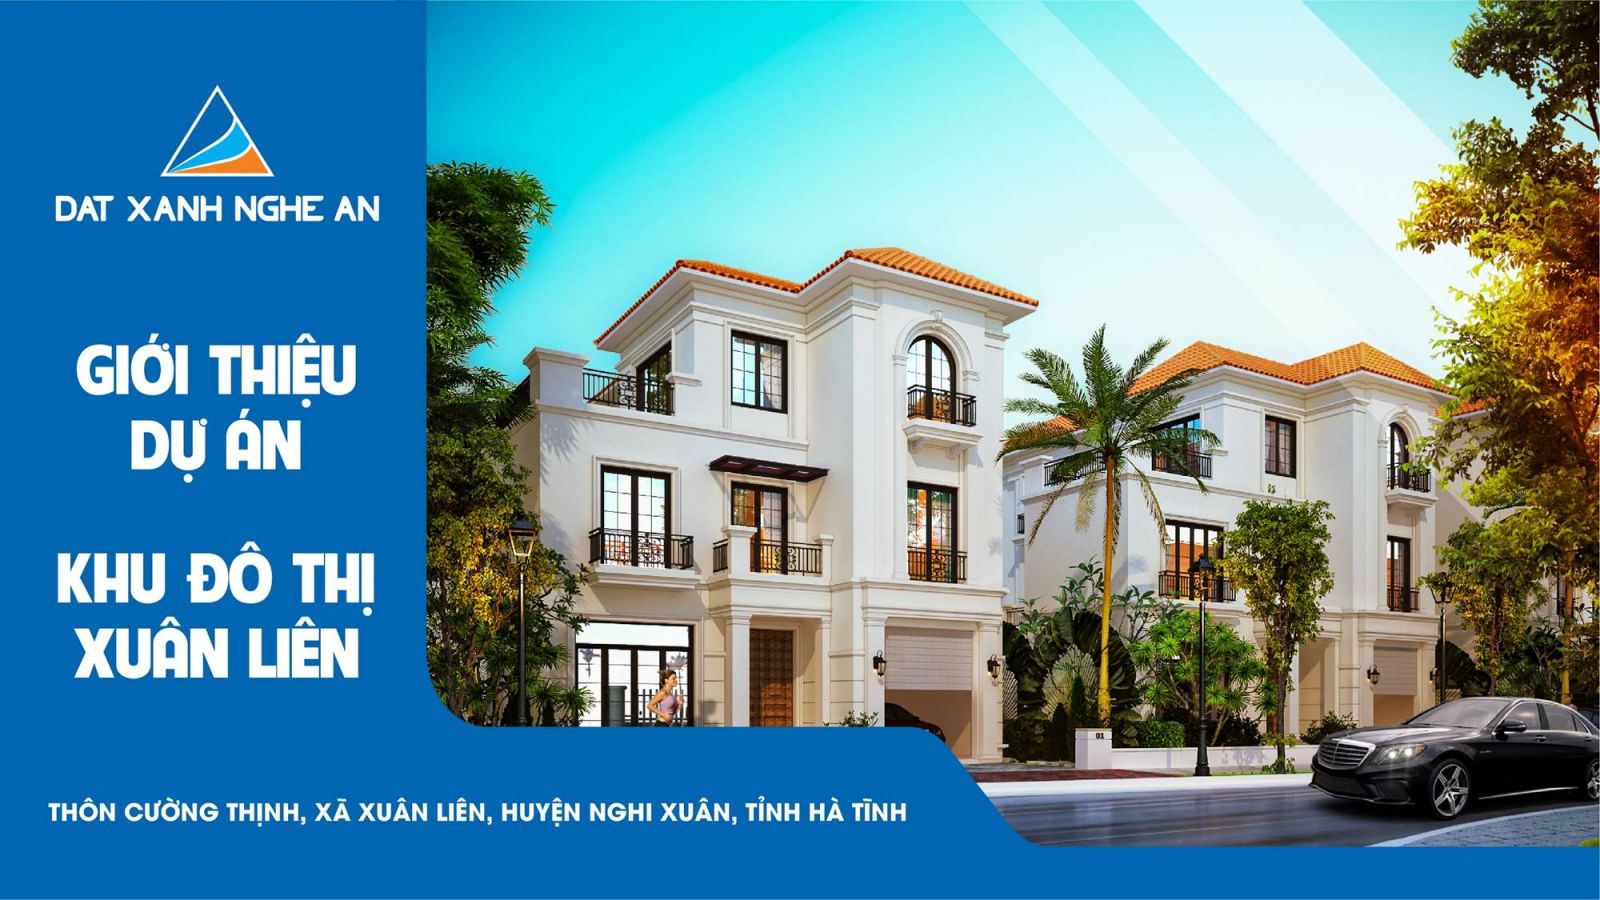 DAT XANH NGHE AN
GIỚI THIỆU
DỰ ÁN
KHU ĐÔ THỊ
XUÂN LIÊN
THÔN CƯỜNG THỊNH, XÃ XUÂN LIÊN, HUYỆN NGHI XUÂN, TỈNH HÀ TĨNH
01